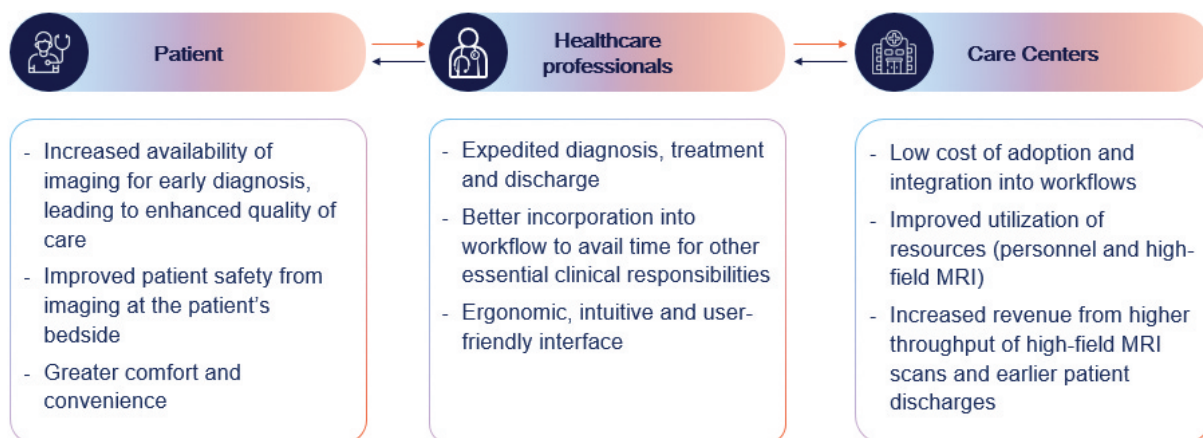 Patient
Healthcare
professionals
Care Centers
- Increased availability of
imaging for early diagnosis,
leading to enhanced quality of
care
- Improved patient safety from
imaging at the patient's
bedside
- Greater comfort and
convenience
- Expedited diagnosis, treatment
and discharge
- Better incorporation into
workflow to avail time for other
essential clinical responsibilities
- Ergonomic, intuitive and user-
friendly interface
- Low cost of adoption and
integration into workflows
- Improved utilization of
resources (personnel and high-
field MRI)
- Increased revenue from higher
throughput of high-field MRI
scans and earlier patient
discharges